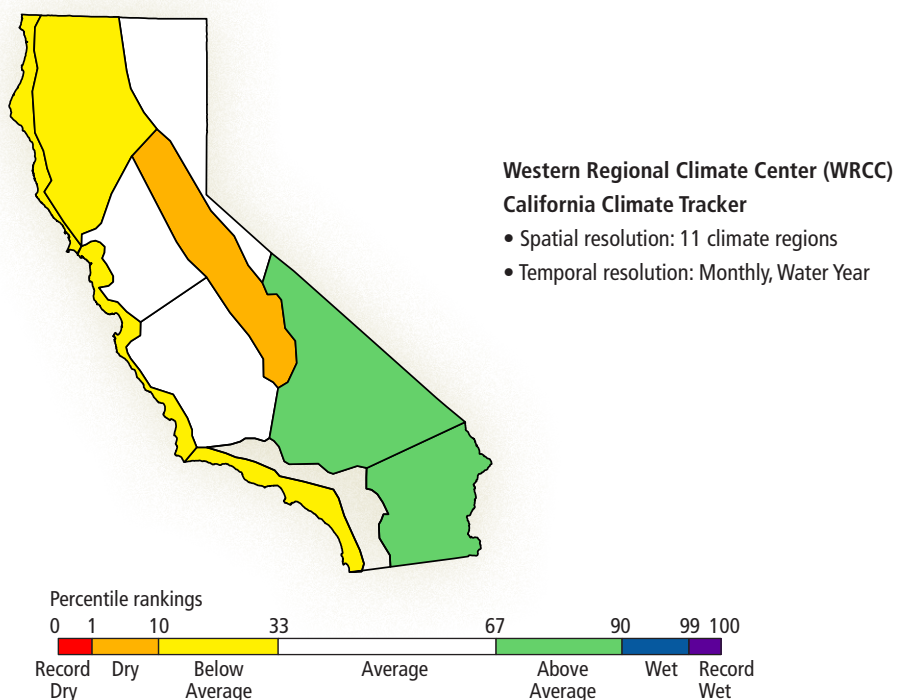 Western Regional Climate Center (WRCC)
California Climate Tracker
• Spatial resolution: 11 climate regions
• Temporal resolution: Monthly, Water Year
Percentile rankings
0 1 10 33 67 90 99 100
Record Dry Below Average Above Wet Record
Dry Average Average Wet